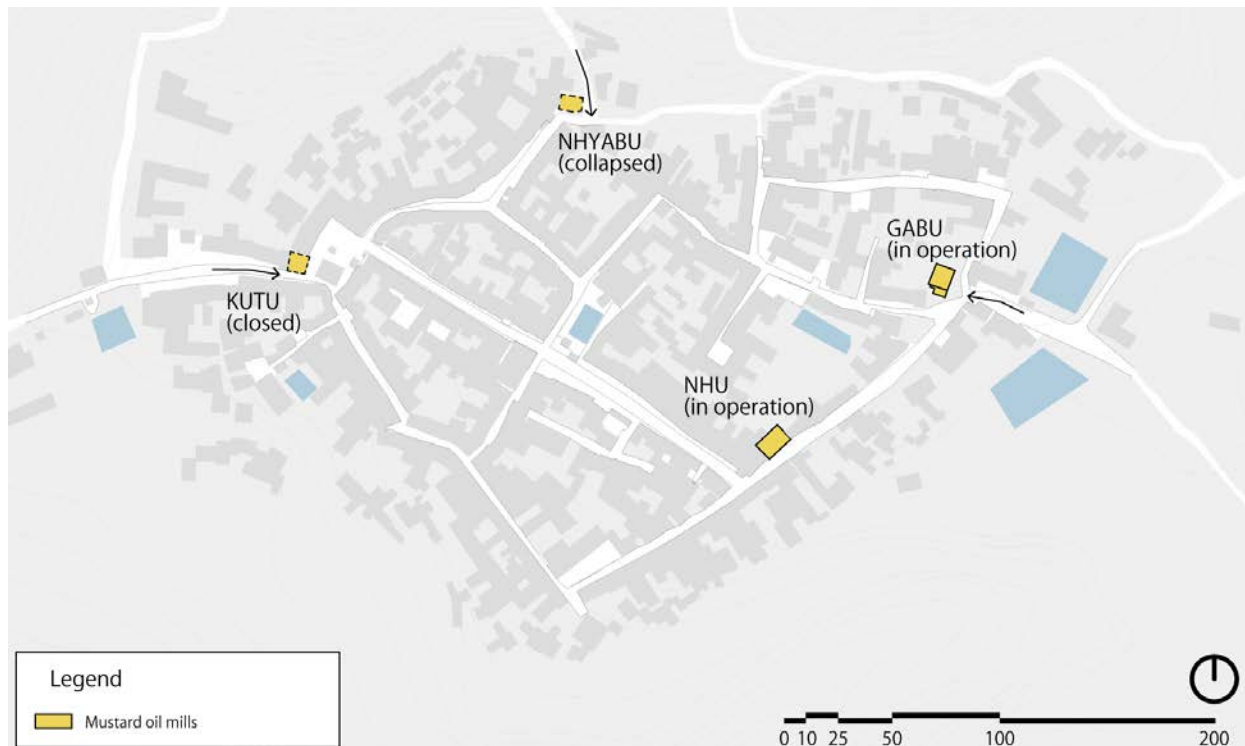 NHYABU
(collapsed)
GABU
(in operation)
KUTU
(closed)
NHU
(in operation)
Legend
Mustard oil mills
0 10 25 50 100 200